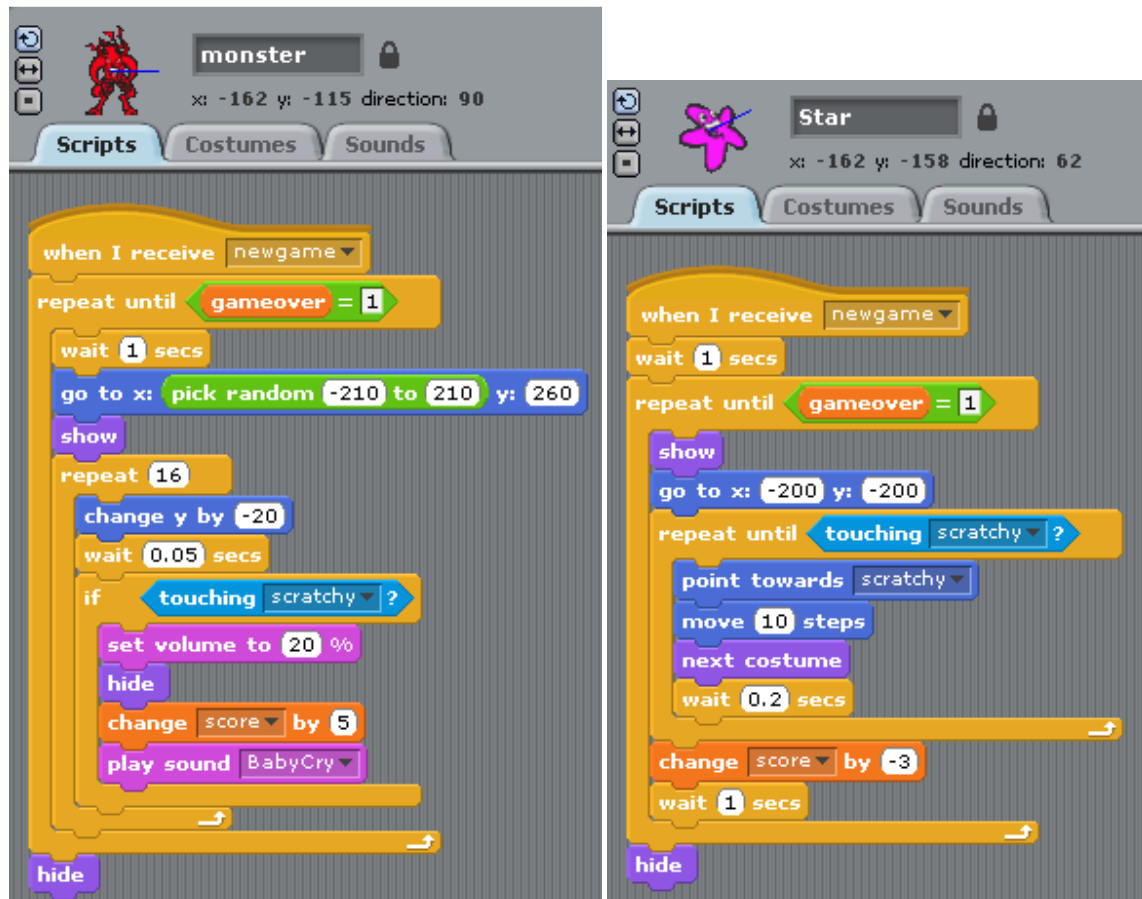 monster
x: -162 y: -115 direction: 90
Scripts Costumes Sounds
when I receive newgame
repeat until gameover = 1
wait 1 secs
go to x: pick random -210 to 210 y: 260
show
repeat 16
change y by -20
wait 0.05 secs
if touching scratchy ?
set volume to 20 %
hide
change score by 5
play sound BabyCry
hide
Star
x: -162 y: -158 direction: 62
Scripts Costumes Sounds
when I receive newgame
wait 1 secs
repeat until gameover = 1
show
go to x: -200 y: -200
repeat until touching scratchy ?
point towards scratchy
move 10 steps
next costume
wait 0.2 secs
change score by -3
wait 1 secs
hide